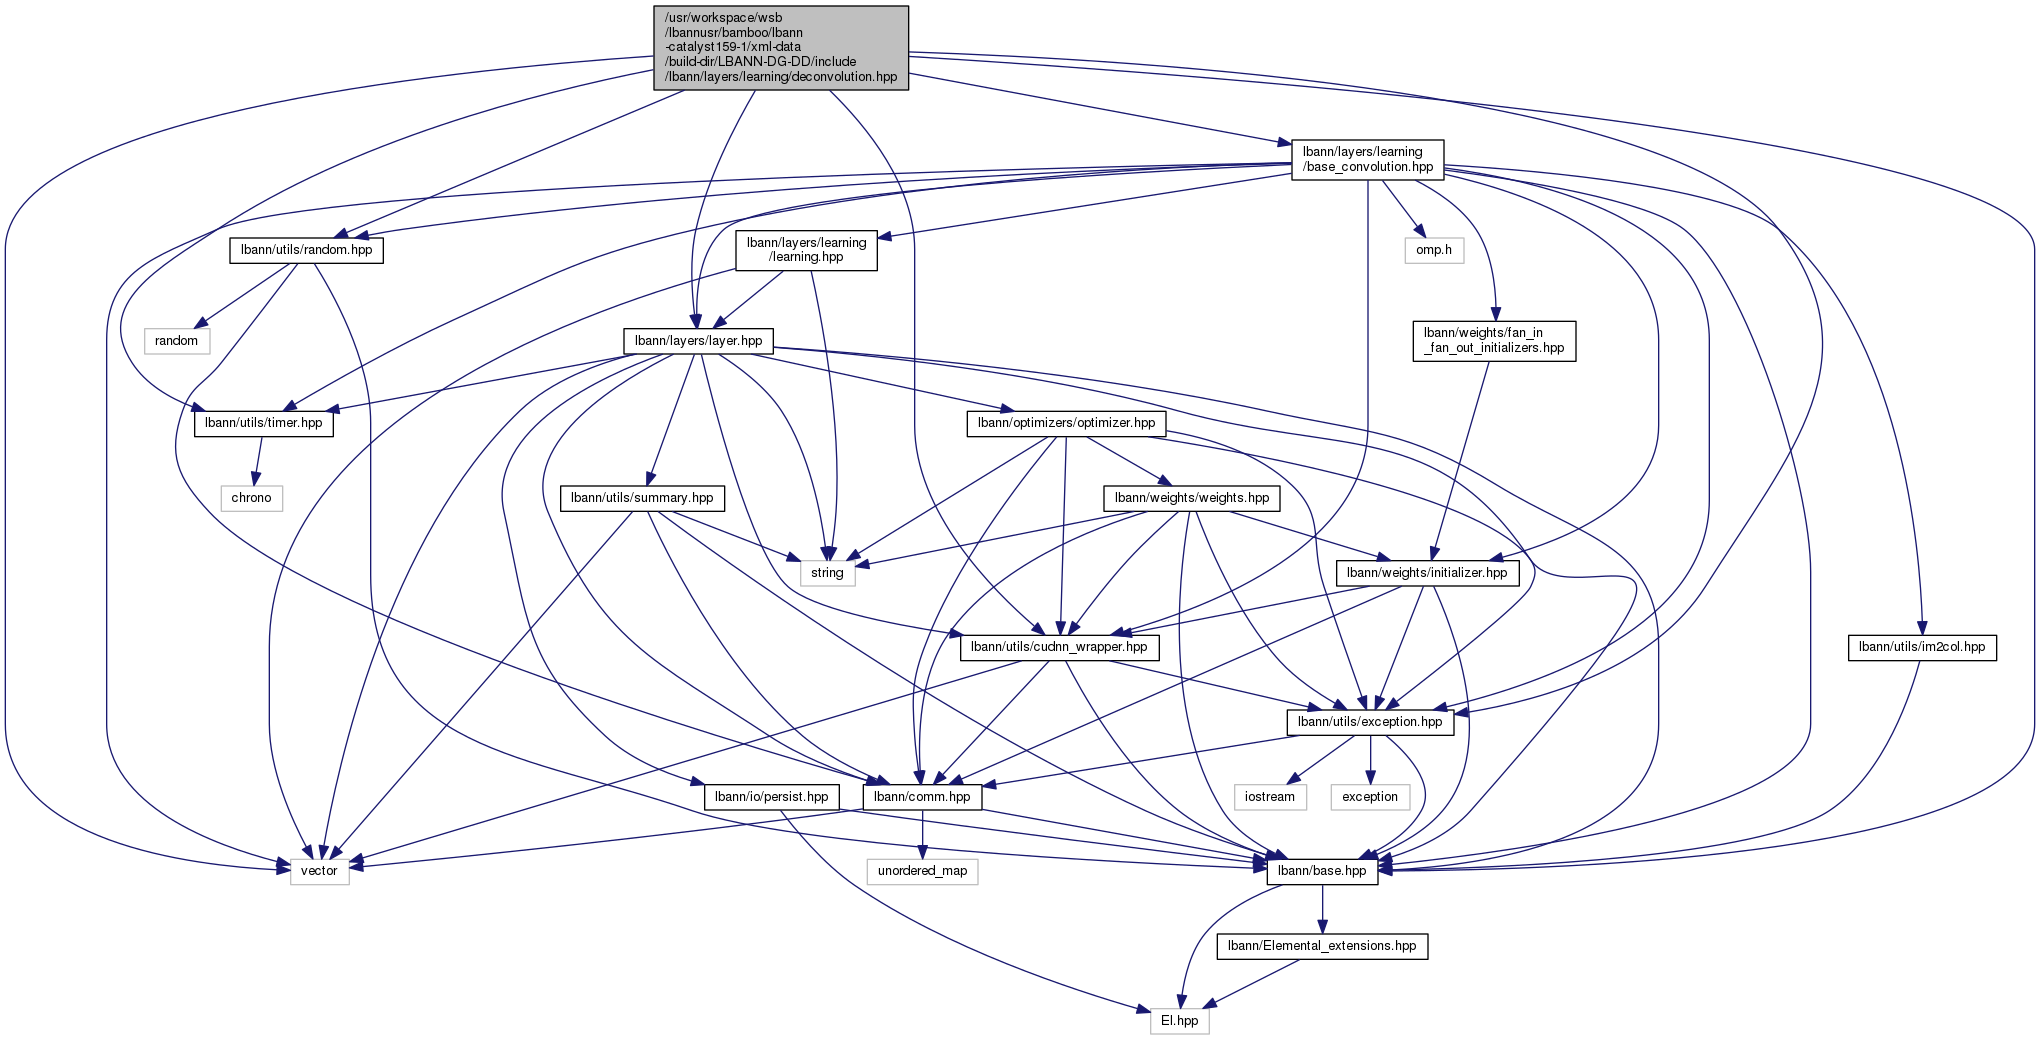 /usr/workspace/wsb
/lbannusr/bamboo/lbann
-catalyst159-1/xml-data
/build-dir/LBANN-DG-DD/include
/lbann/layers/learning/deconvolution.hpp
lbann/layers/learning
/base_convolution.hpp
lbann/utils/random.hpp
lbann/layers/learning
/learning.hpp
omp.h
random
lbann/layers/layer.hpp
lbann/weights/fan_in
_fan_out_initializers.hpp
lbann/utils/timer.hpp
lbann/optimizers/optimizer.hpp
chrono
lbann/utils/summary.hpp
lbann/weights/weights.hpp
string
lbann/weights/initializer.hpp
lbann/utils/cudnn_wrapper.hpp
lbann/utils/im2col.hpp
lbann/utils/exception.hpp
lbann/io/persist.hpp
lbann/comm.hpp
iostream
exception
vector
unordered_map
lbann/base.hpp
lbann/Elemental_extensions.hpp
El.hpp